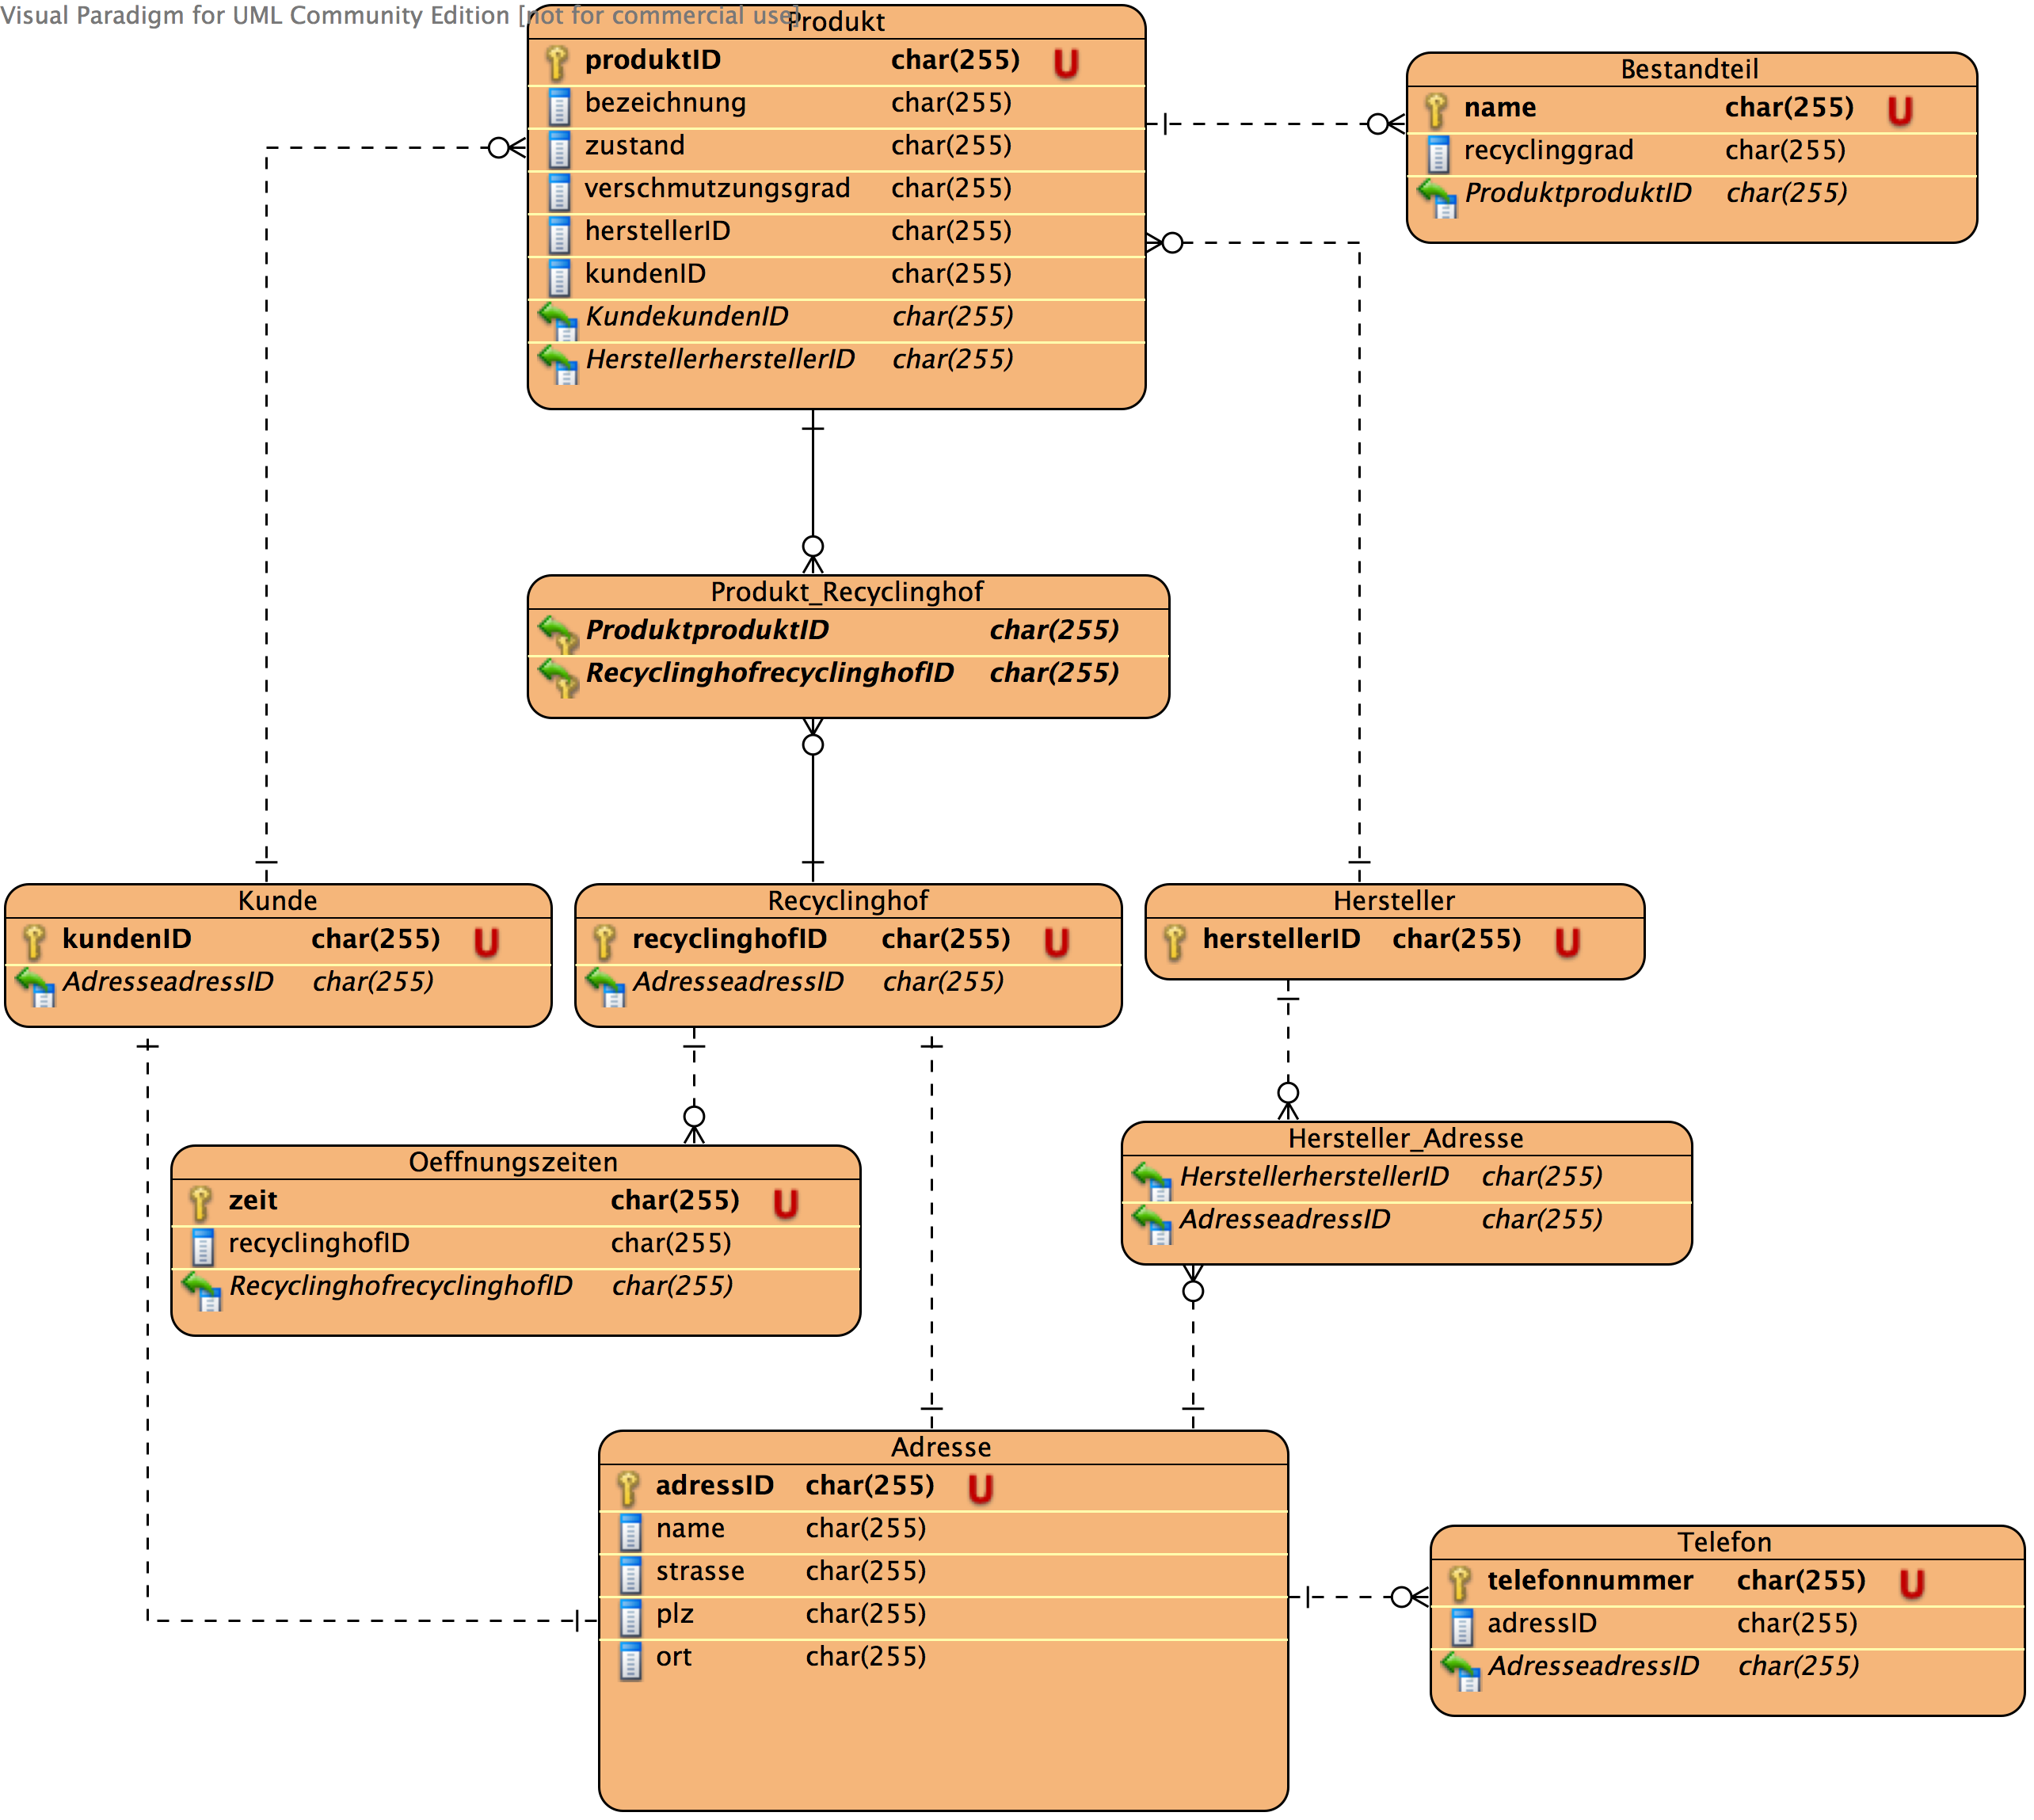 Visual Paradigm for UML Community Edition [not for commercial use]
Produkt
produktID char(255) U
bezeichnung char(255)
zustand char(255)
verschmutzungsgrad char(255)
herstellerID char(255)
kundenID char(255)
KundekundenID char(255)
HerstellerherstellerID char(255)
Bestandteil
name char(255) U
recyclinggrad char(255)
ProduktproduktID char(255)
Produkt_Recyclinghof
ProduktproduktID char(255)
RecyclinghofrecyclinghofID char(255)
Kunde
kundenID char(255) U
AdresseadressID char(255)
Recyclinghof
recyclinghofID char(255) U
AdresseadressID char(255)
Hersteller
herstellerID char(255) U
Oeffnungszeiten
zeit char(255) U
recyclinghofID char(255)
RecyclinghofrecyclinghofID char(255)
Hersteller_Adresse
HerstellerherstellerID char(255)
AdresseadressID char(255)
Adresse
adressID char(255) U
name char(255)
strasse char(255)
plz char(255)
ort char(255)
Telefon
telefonnummer char(255) U
adressID char(255)
AdresseadressID char(255)